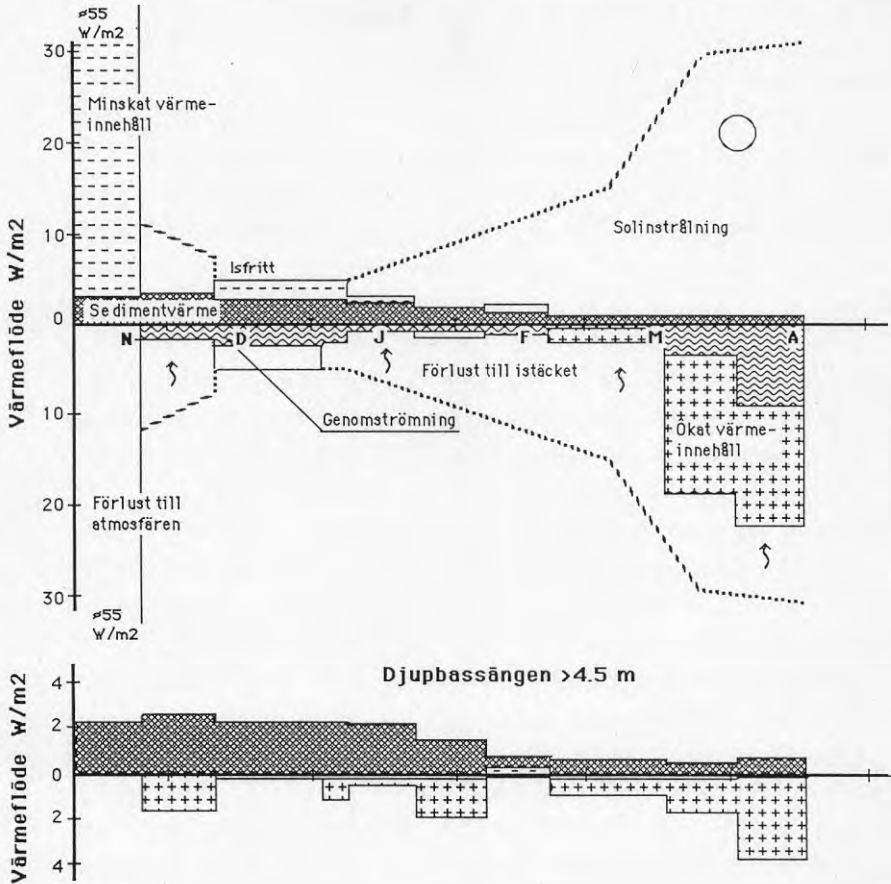 ≠55
W/m2
30
Minskat värme-
innehåll
20
Solinstrålning
10
Isfritt
Sedimentvärme
0
N D J F M A
Förlust till istäcket
10
Genomströmning
Ökat värme-
innehåll
20
Förlust till
atmosfären
30
≠55
W/m2
Värmeflöde W/m2
Djupbassängen >4.5 m
4
2
0
2
4
Värmeflöde W/m2